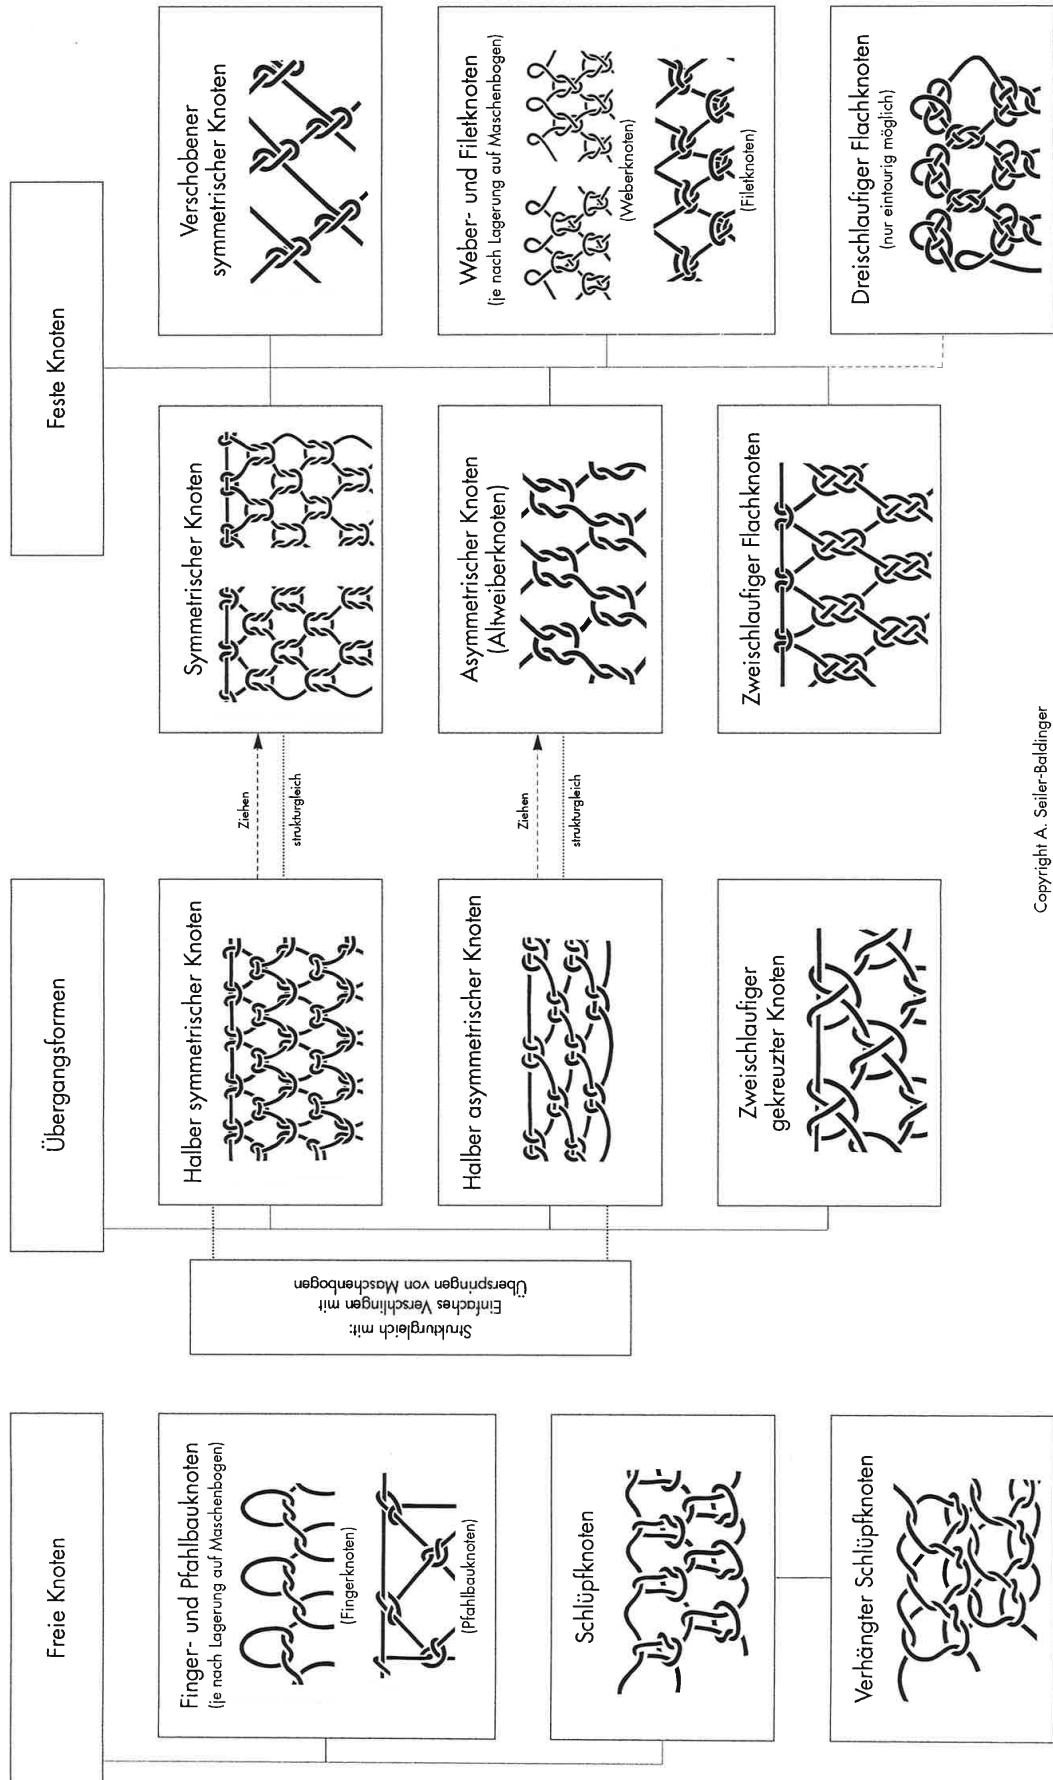 Freie Knoten
Finger- und Pfahlbauknoten
(je nach Lagerung auf Maschenbogen)
(Fingerknoten)
(Pfahlbauknoten)
Schlüpfknoten
Verhängter Schlüpfknoten
Strukturgleich mit:
Einfaches Verschlingen mit
Überspringen von Maschenbogen
Übergangsformen
Halber symmetrischer Knoten
Halber asymmetrischer Knoten
Zweischlaufiger
gekreuzter Knoten
Ziehen
strukturgleich
Ziehen
strukturgleich
Feste Knoten
Symmetrischer Knoten
Asymmetrischer Knoten
(Altweiberknoten)
Zweischlaufiger Flachknoten
Verschobener
symmetrischer Knoten
Weber- und Filetknoten
(je nach Lagerung auf Maschenbogen)
(Weberknoten)
(Filetknoten)
Dreischlaufiger Flachknoten
(nur eintourig möglich)
Copyright A. Seiler-Baldinger